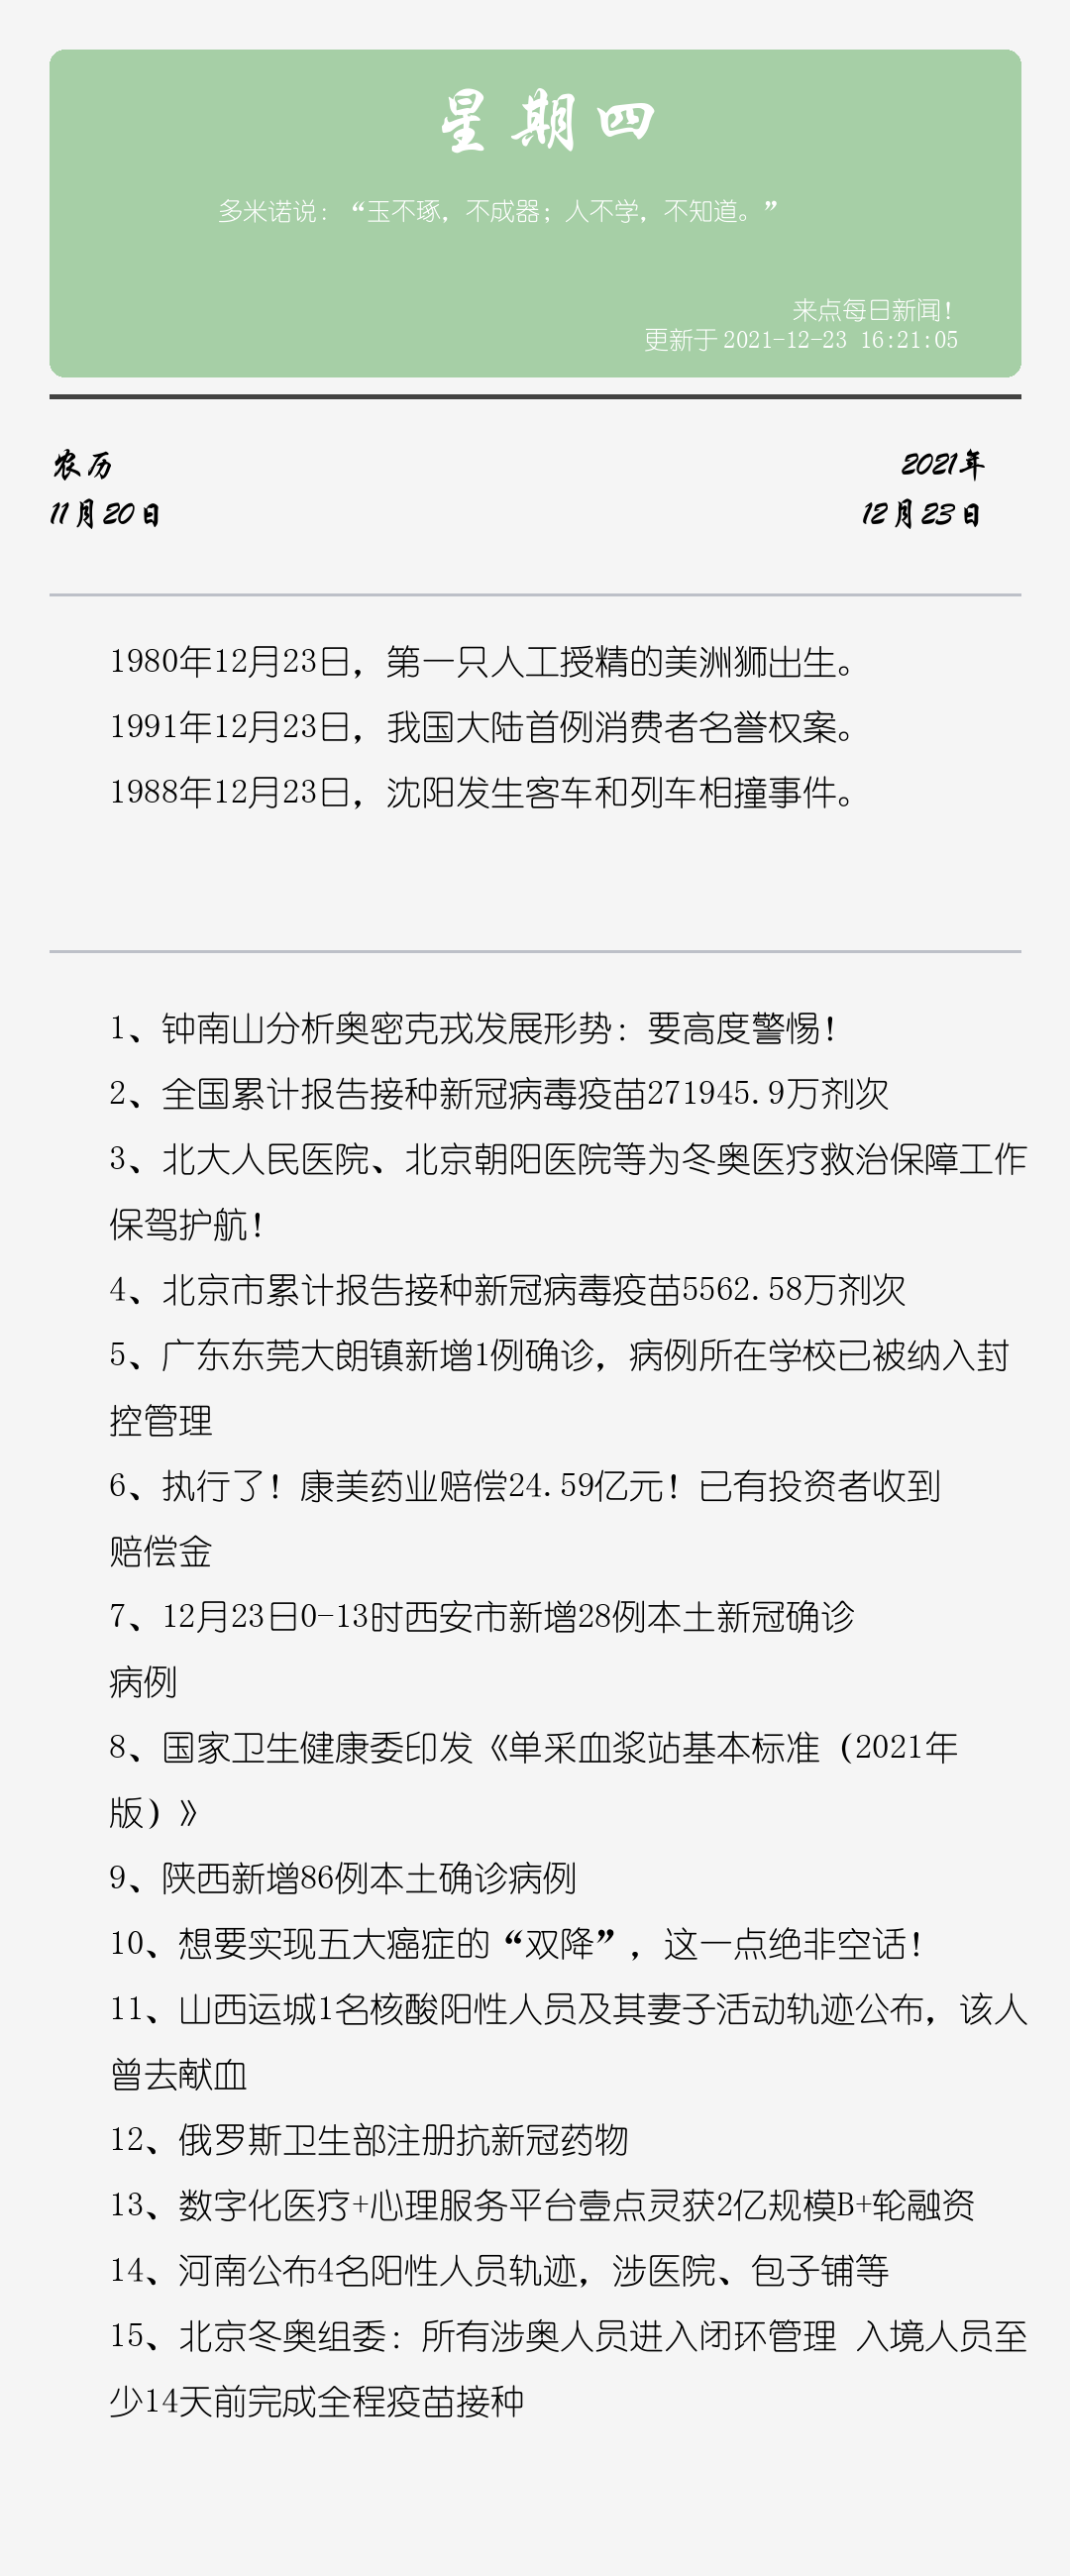 星期四
多米诺说：“玉不琢，不成器；人不学，不知道。”
来点每日新闻！
更新于 2021-12-23 16:21:05
农历
2021年
11月20日
12月23日
1980年12月23日，第一只人工授精的美洲狮出生。
1991年12月23日，我国大陆首例消费者名誉权案。
1988年12月23日，沈阳发生客车和列车相撞事件。
1、钟南山分析奥密克戎发展形势：要高度警惕！
2、全国累计报告接种新冠病毒疫苗271945.9万剂次
3、北大人民医院、北京朝阳医院等为冬奥医疗救治保障工作
保驾护航！
4、北京市累计报告接种新冠病毒疫苗5562.58万剂次
5、广东东莞大朗镇新增1例确诊，病例所在学校已被纳入封
控管理
6、执行了！康美药业赔偿24.59亿元！已有投资者收到
赔偿金
7、12月23日0-13时西安市新增28例本土新冠确诊
病例
8、国家卫生健康委印发《单采血浆站基本标准（2021年
版）》
9、陕西新增86例本土确诊病例
10、想要实现五大癌症的“双降”，这一点绝非空话！
11、山西运城1名核酸阳性人员及其妻子活动轨迹公布，该人
曾去献血
12、俄罗斯卫生部注册抗新冠药物
13、数字化医疗+心理服务平台壹点灵获2亿规模B+轮融资
14、河南公布4名阳性人员轨迹，涉医院、包子铺等
15、北京冬奥组委：所有涉奥人员进入闭环管理 入境人员至
少14天前完成全程疫苗接种